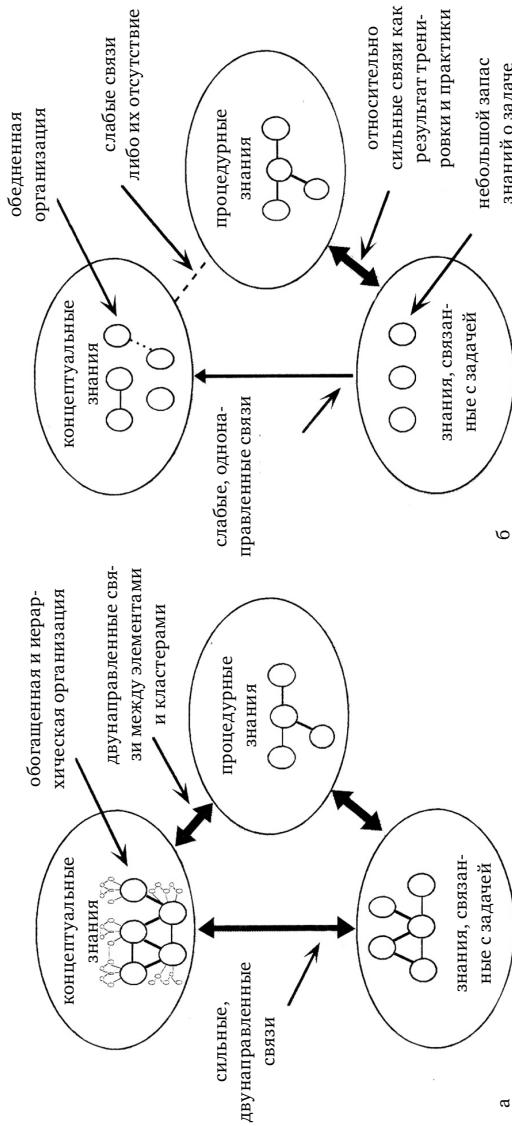 обогащенная и иерар-
хическая организация
концептуальные
знания
двунаправленные свя-
зи между элементами
и кластерами
процедурные
знания
сильные,
двунаправленные
связи
знания, связан-
ные с задачей
а
обедненная
организация
концептуальные
знания
слабые связи
либо их отсутствие
процедурные
знания
слабые, однона-
правленные связи
относительно
сильные связи как
результат трени-
ровки и практики
знания, связан-
ные с задачей
небольшой запас
знаний о задаче
б